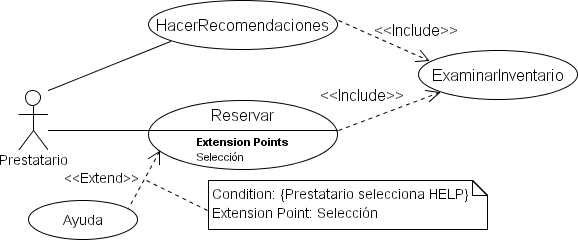 HacerRecomendaciones
<<Include>>
ExaminarInventario
<<Include>>
Reservar
Extension Points
Selección
Prestatario
<<Extend>>
Condition: {Prestatario selecciona HELP}
Extension Point: Selección
Ayuda